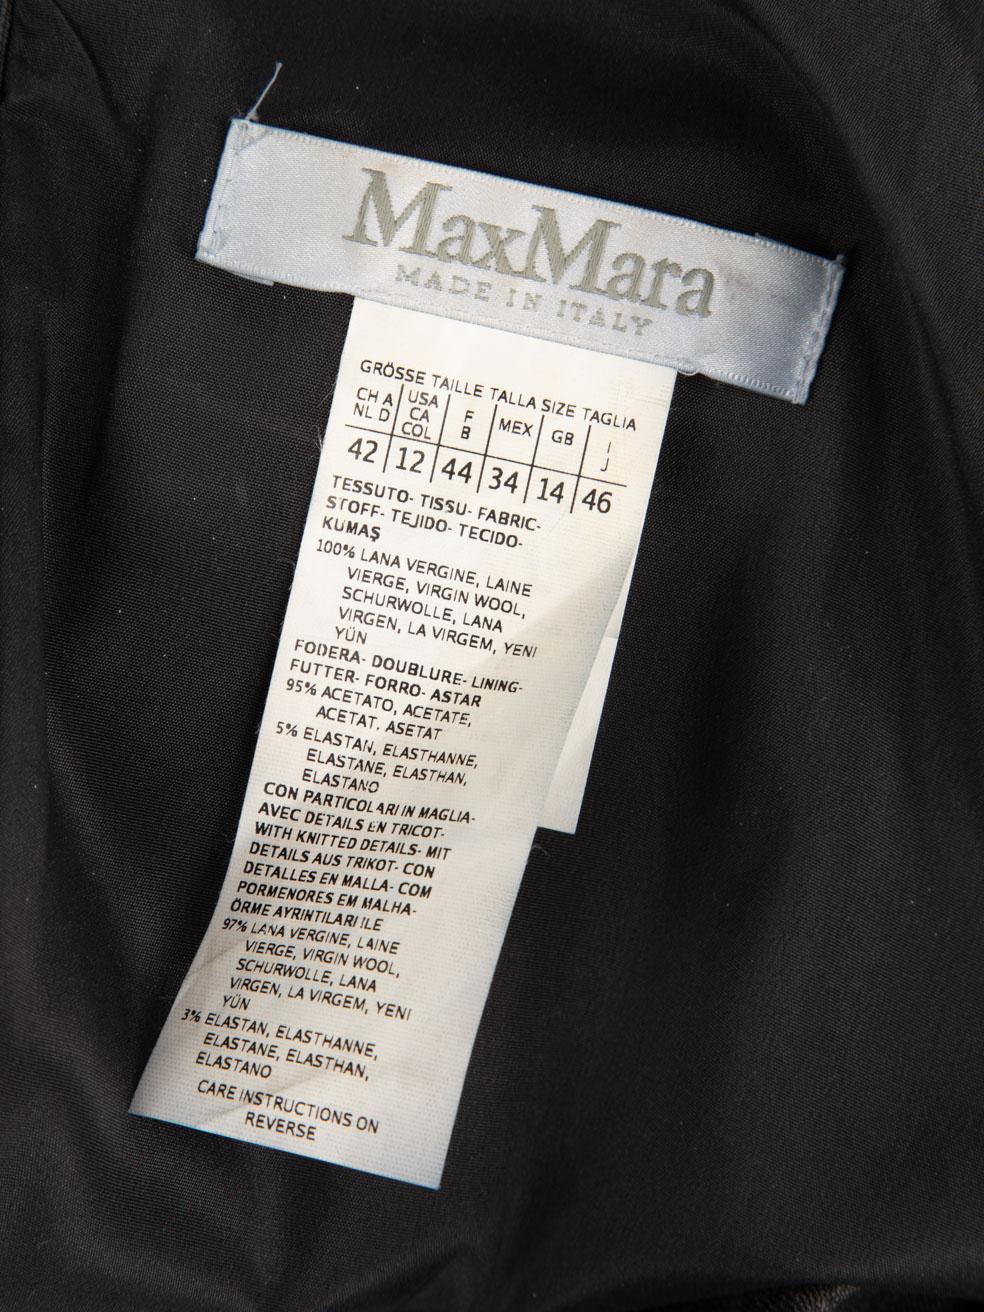 MaxMara
MADE IN ITALY
GRÖSSE TAILLE TALLA SIZE TAGLIA
CH A NL D | USA CA COL | F B | MEX | GB | I J
42 | 12 | 44 | 34 | 14 | 46
TESSUTO- TISSU- FABRIC-
STOFF- TEJIDO- TECIDO-
KUMAŞ
100% LANA VERGINE, LAINE
VIERGE, VIRGIN WOOL,
SCHURWOLLE, LANA
VIRGEN, LA VIRGEM, YENI
YÜN
FODERA- DOUBLURE- LINING-
FUTTER- FORRO- ASTAR
95% ACETATO, ACETATE,
ACETAT. ASETAT
5% ELASTAN, ELASTHANNE,
ELASTANE, ELASTHAN,
ELASTANO
CON PARTICOLARI IN MAGLIA-
AVEC DETAILS EN TRICOT-
WITH KNITTED DETAILS- MIT
DETAILS AUS TRIKOT- CON
DETALLES EN MALLA- COM
PORMENORES EM MALHA-
ÖRME AYRINTILARI ILE
97% LANA VERGINE, LAINE
VIERGE, VIRGIN WOOL,
SCHURWOLLE, LANA
VIRGEN, LA VIRGEM, YENI
YÜN
3% ELASTAN, ELASTHANNE,
ELASTANE, ELASTHAN,
ELASTANO
CARE INSTRUCTIONS ON
REVERSE